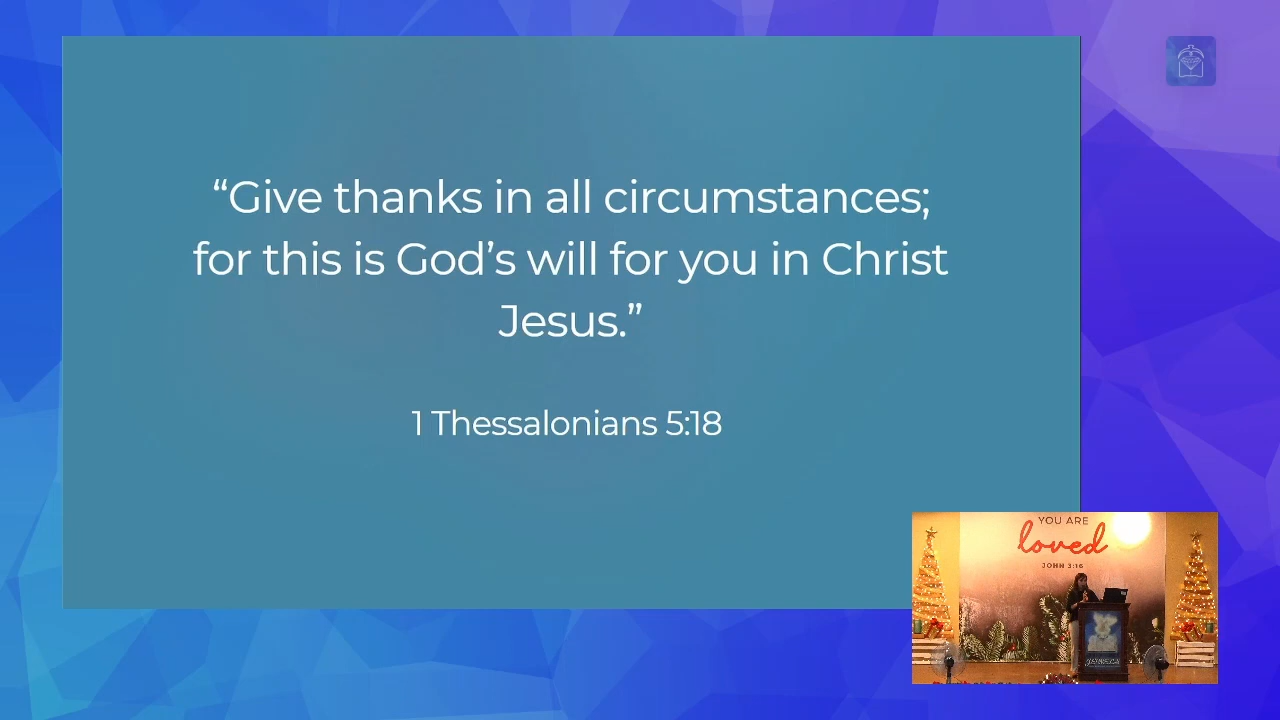 “Give thanks in all circumstances;
for this is God’s will for you in Christ
Jesus.”
1 Thessalonians 5:18
YOU ARE
loved
JOHN 3:16